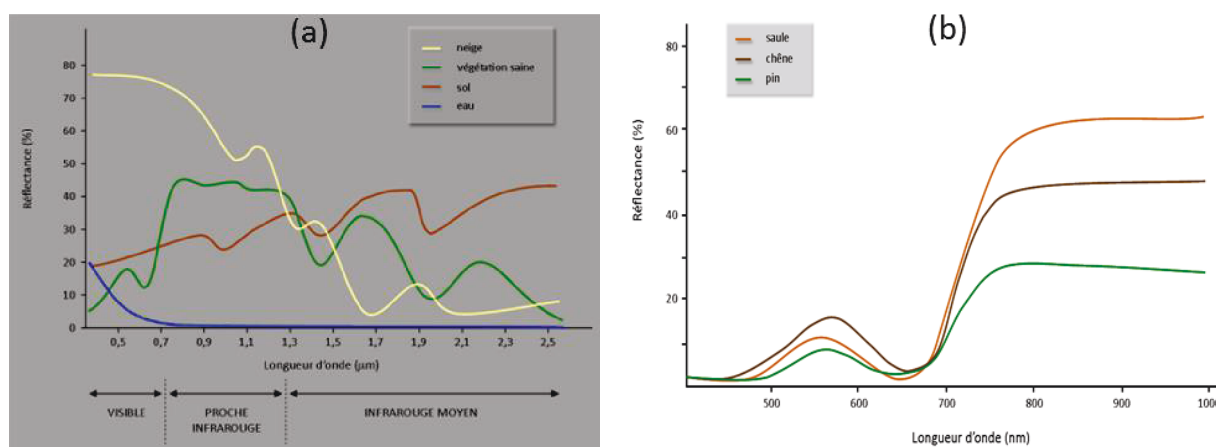 (a)
neige
végétation saine
sol
eau
Réflectance (%)
80
70
60
50
40
30
20
10
0
0,5 0,7 0,9 1,1 1,3 1,5 1,7 1,9 2,1 2,3 2,5
Longueur d'onde (µm)
VISIBLE PROCHE INFRAROUGE INFRAROUGE MOYEN
(b)
saule
chêne
pin
Réflectance (%)
80
60
40
20
500 600 700 800 900 1000
Longueur d'onde (nm)